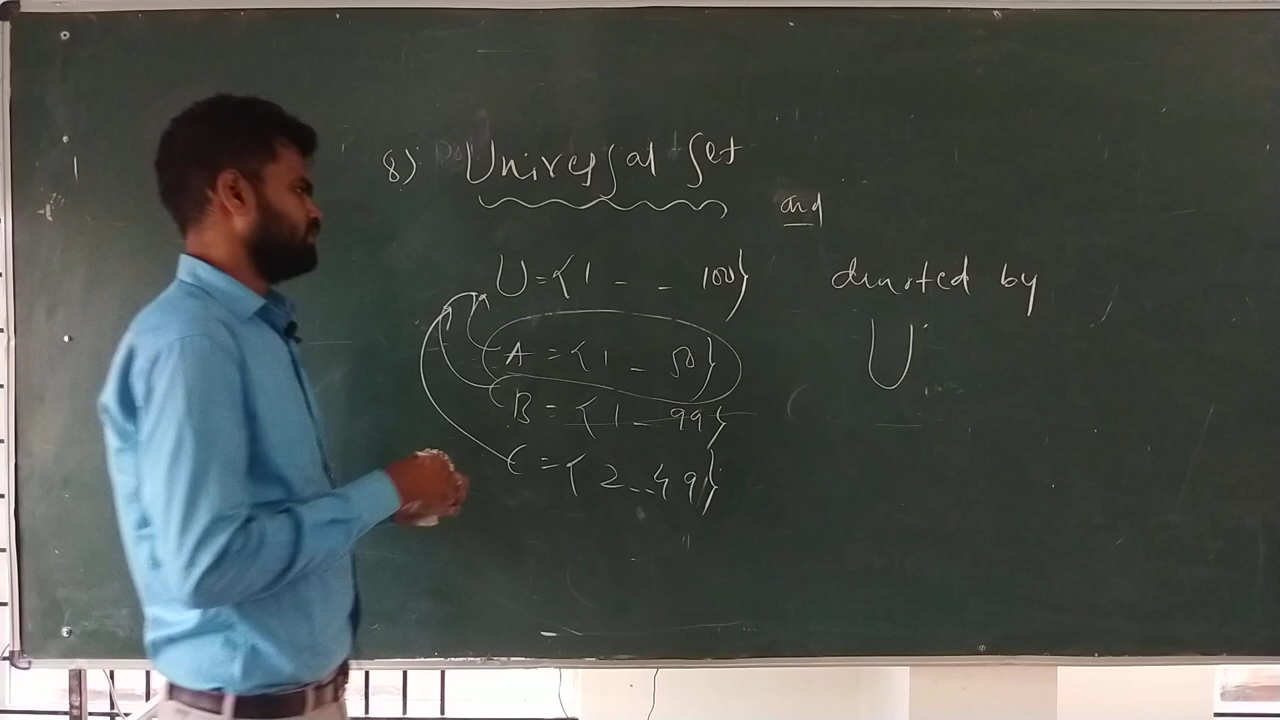 8) Universal Set
and
U = { 1 - - 100 }
denoted by
U
A = { 1 - 50 }
B = { 1 - 99 }
C = { 2 - - 49 }